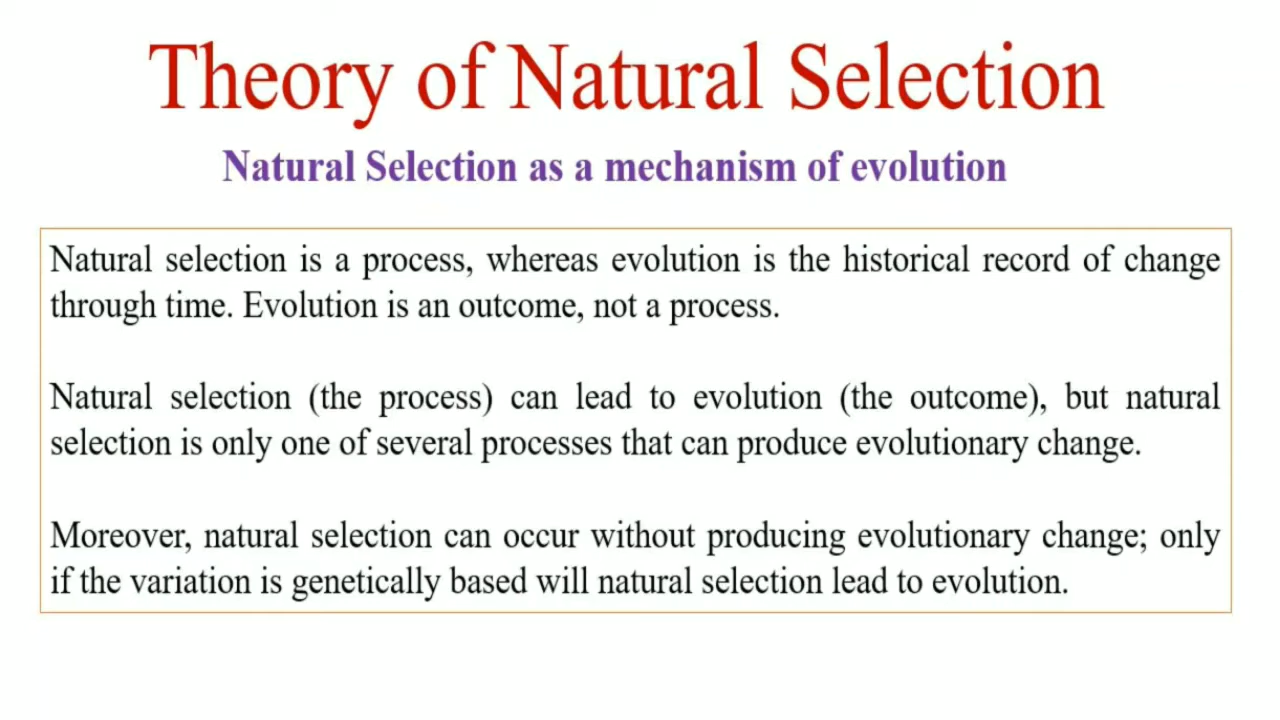 Theory of Natural Selection
Natural Selection as a mechanism of evolution
Natural selection is a process, whereas evolution is the historical record of change
through time. Evolution is an outcome, not a process.
Natural selection (the process) can lead to evolution (the outcome), but natural
selection is only one of several processes that can produce evolutionary change.
Moreover, natural selection can occur without producing evolutionary change; only
if the variation is genetically based will natural selection lead to evolution.